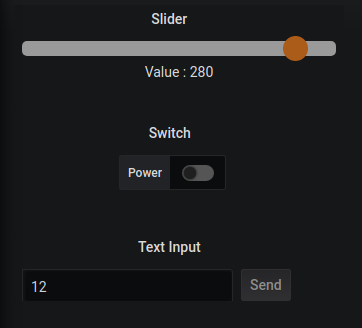 Slider
Value : 280
Switch
Power
Text Input
12
Send